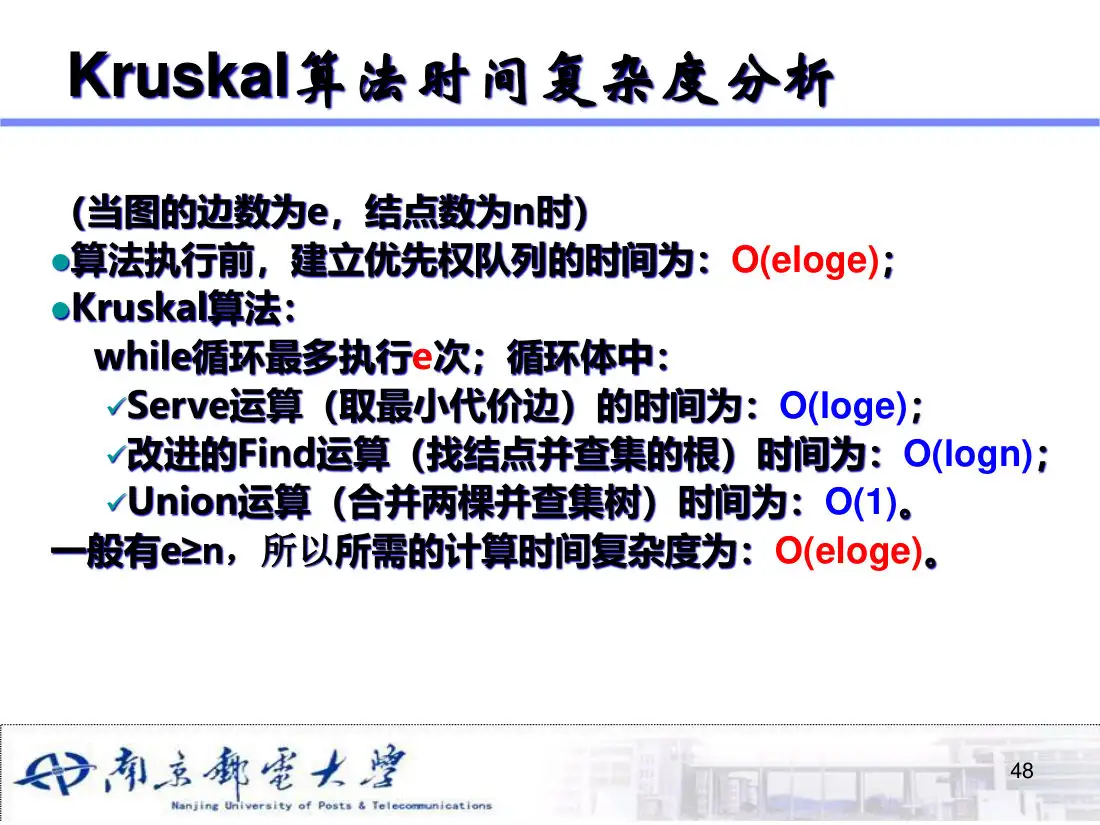 Kruskal算法时间复杂度分析
（当图的边数为e，结点数为n时）
●算法执行前，建立优先权队列的时间为：O(eloge)；
●Kruskal算法：
while循环最多执行e次；循环体中：
✓Serve运算（取最小代价边）的时间为：O(loge)；
✓改进的Find运算（找结点并查集的根）时间为：O(logn)；
✓Union运算（合并两棵并查集树）时间为：O(1)。
一般有e≥n，所以所需的计算时间复杂度为：O(eloge)。
南京郵電大學
Nanjing University of Posts & Telecommunications
48